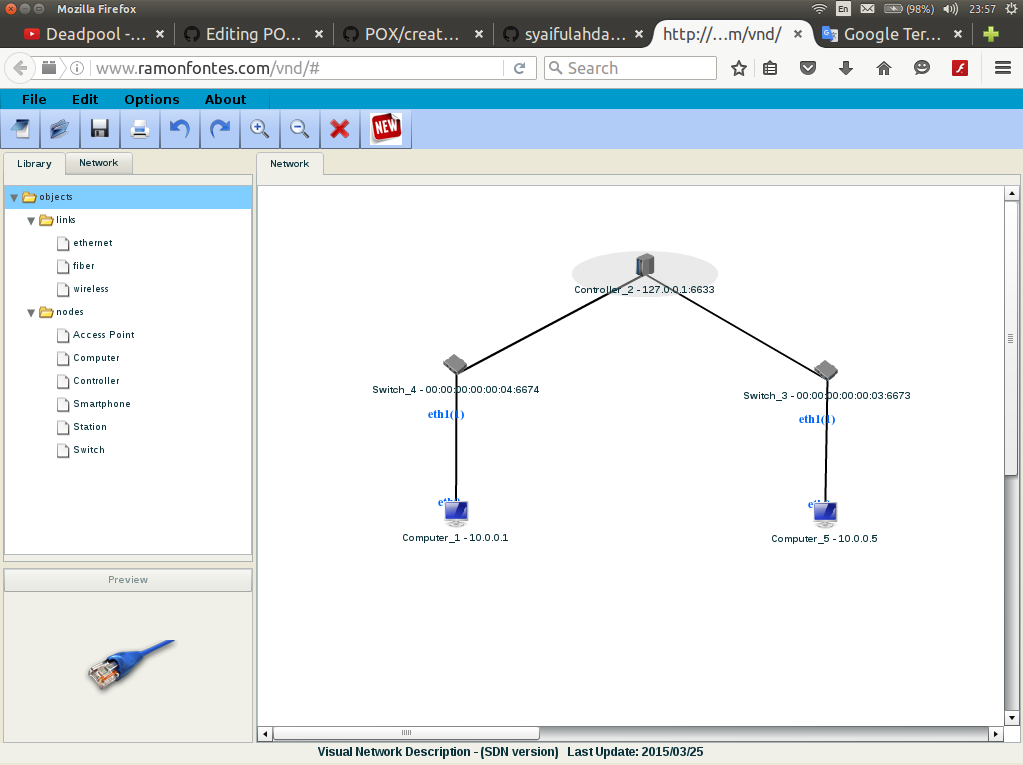 Mozilla Firefox
En
(98%)
23:57
Deadpool -...
Editing PO...
POX/creat...
syaifulahda...
http://...m/vnd/
Google Ter...
www.ramonfontes.com/vnd/#
Search
File Edit Options About
NEW
Library
Network
Network
objects
links
ethernet
fiber
wireless
nodes
Access Point
Computer
Controller
Smartphone
Station
Switch
Preview
Controller_2 - 127.0.0.1:6633
Switch_4 - 00:00:00:00:00:04:6674
eth1(1)
Computer_1 - 10.0.0.1
Switch_3 - 00:00:00:00:00:03:6673
eth1(1)
Computer_5 - 10.0.0.5
Visual Network Description - (SDN version) Last Update: 2015/03/25